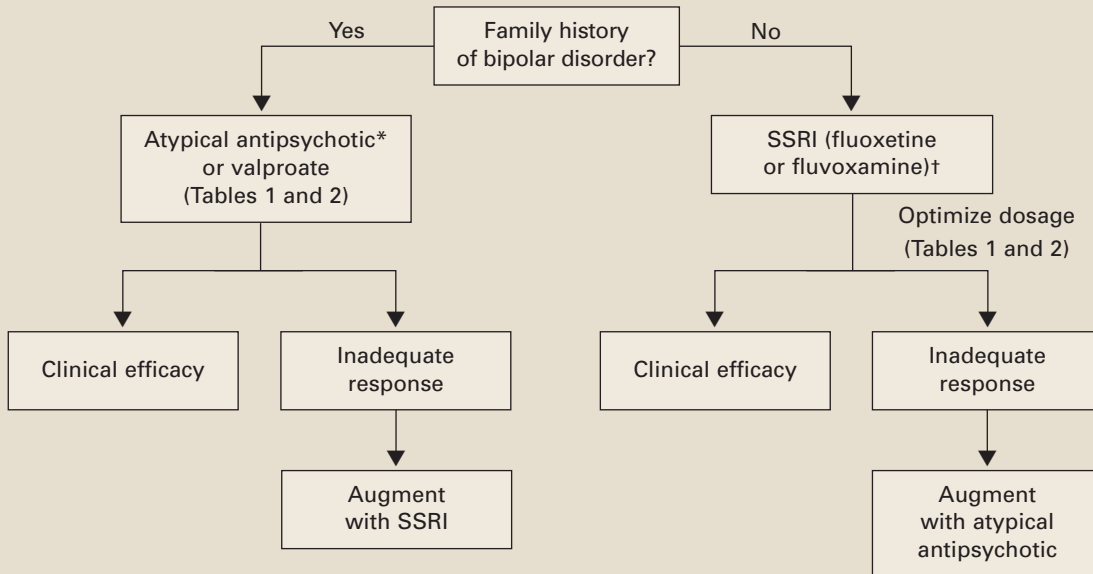 Family history
of bipolar disorder?
Yes
No
Atypical antipsychotic*
or valproate
(Tables 1 and 2)
SSRI (fluoxetine
or fluvoxamine)†
Optimize dosage
(Tables 1 and 2)
Clinical efficacy
Inadequate
response
Clinical efficacy
Inadequate
response
Augment
with SSRI
Augment
with atypical
antipsychotic